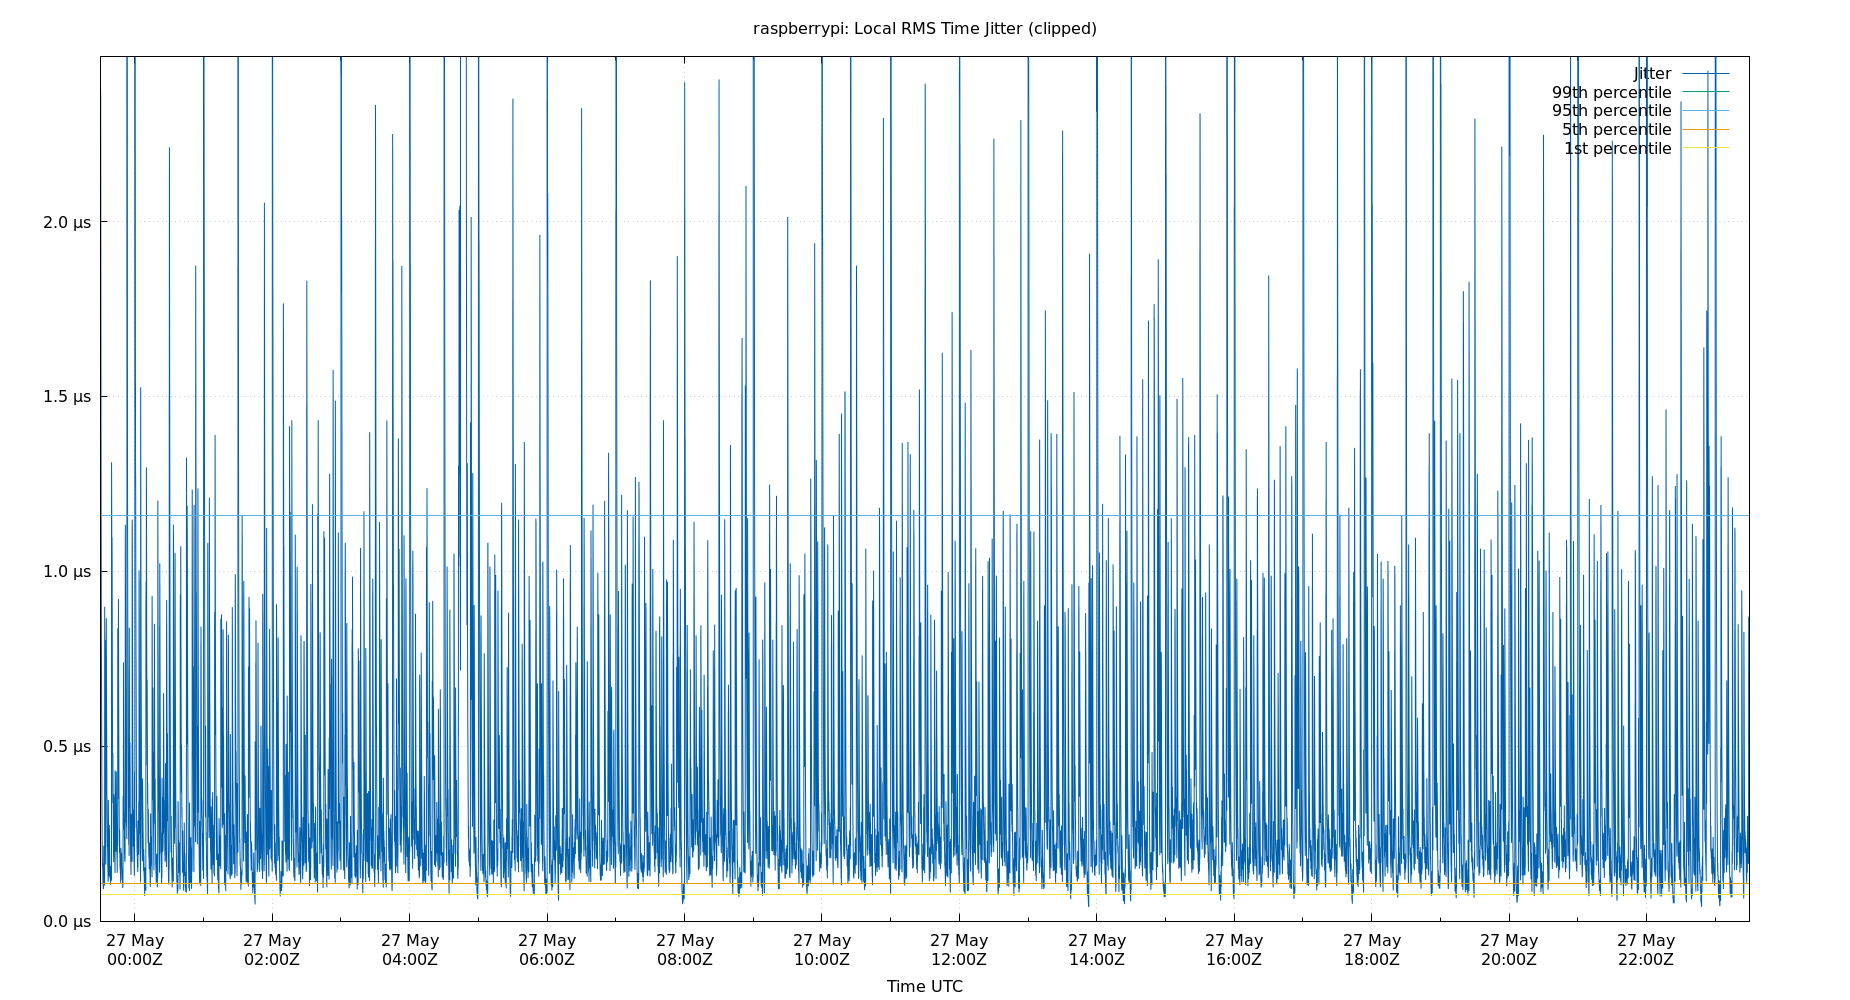 raspberrypi: Local RMS Time Jitter (clipped)
Jitter
99th percentile
95th percentile
5th percentile
1st percentile
2.0 µs
1.5 µs
1.0 µs
0.5 µs
0.0 µs
27 May 27 May 27 May 27 May 27 May 27 May 27 May 27 May 27 May 27 May 27 May 27 May
00:00Z 02:00Z 04:00Z 06:00Z 08:00Z 10:00Z 12:00Z 14:00Z 16:00Z 18:00Z 20:00Z 22:00Z
Time UTC